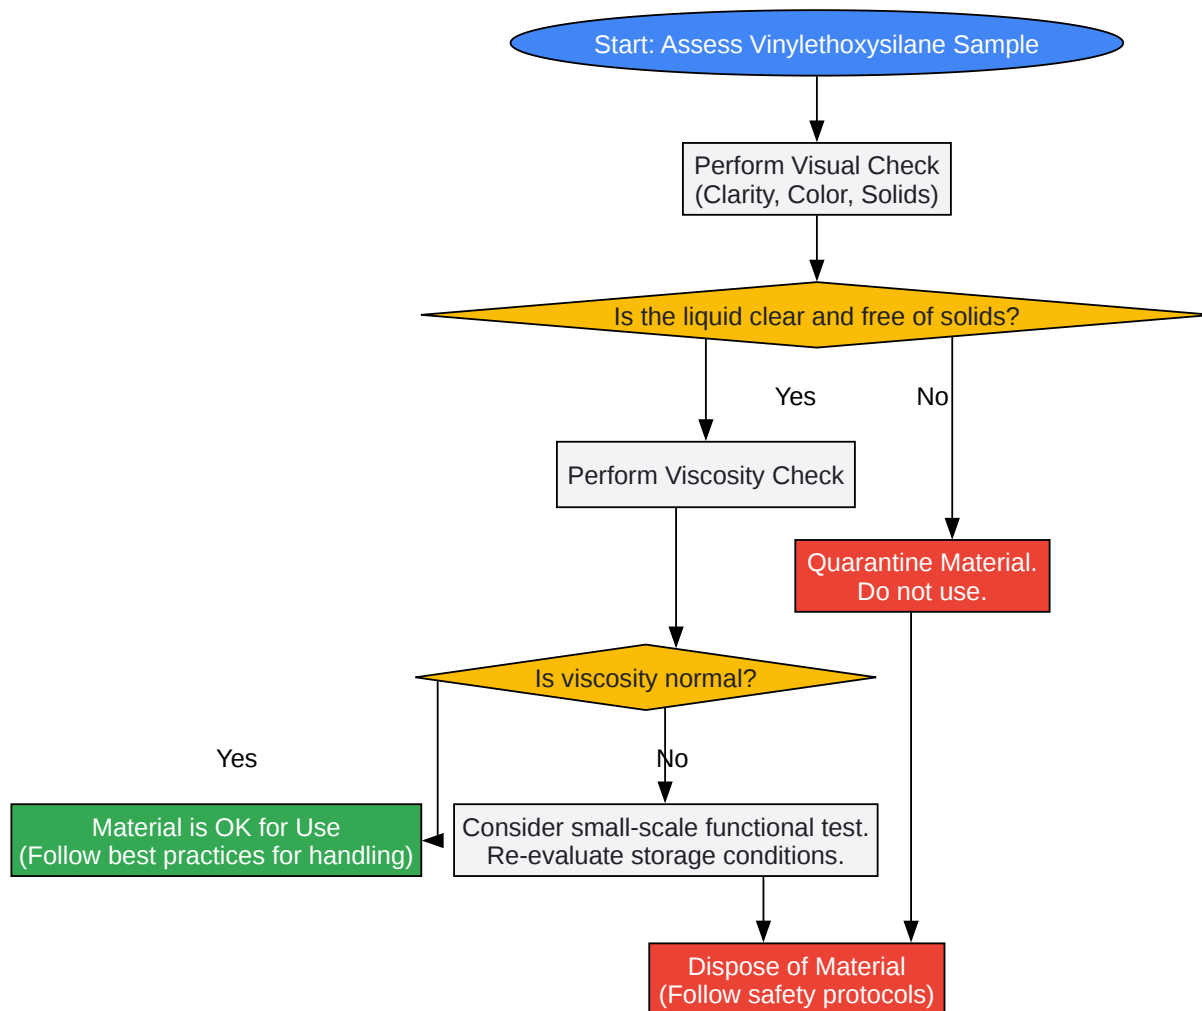 Start: Assess Vinylethoxysilane Sample
Perform Visual Check
(Clarity, Color, Solids)
Is the liquid clear and free of solids?
Yes
No
Perform Viscosity Check
Quarantine Material.
Do not use.
Is viscosity normal?
Yes
No
Material is OK for Use
(Follow best practices for handling)
Consider small-scale functional test.
Re-evaluate storage conditions.
Dispose of Material
(Follow safety protocols)